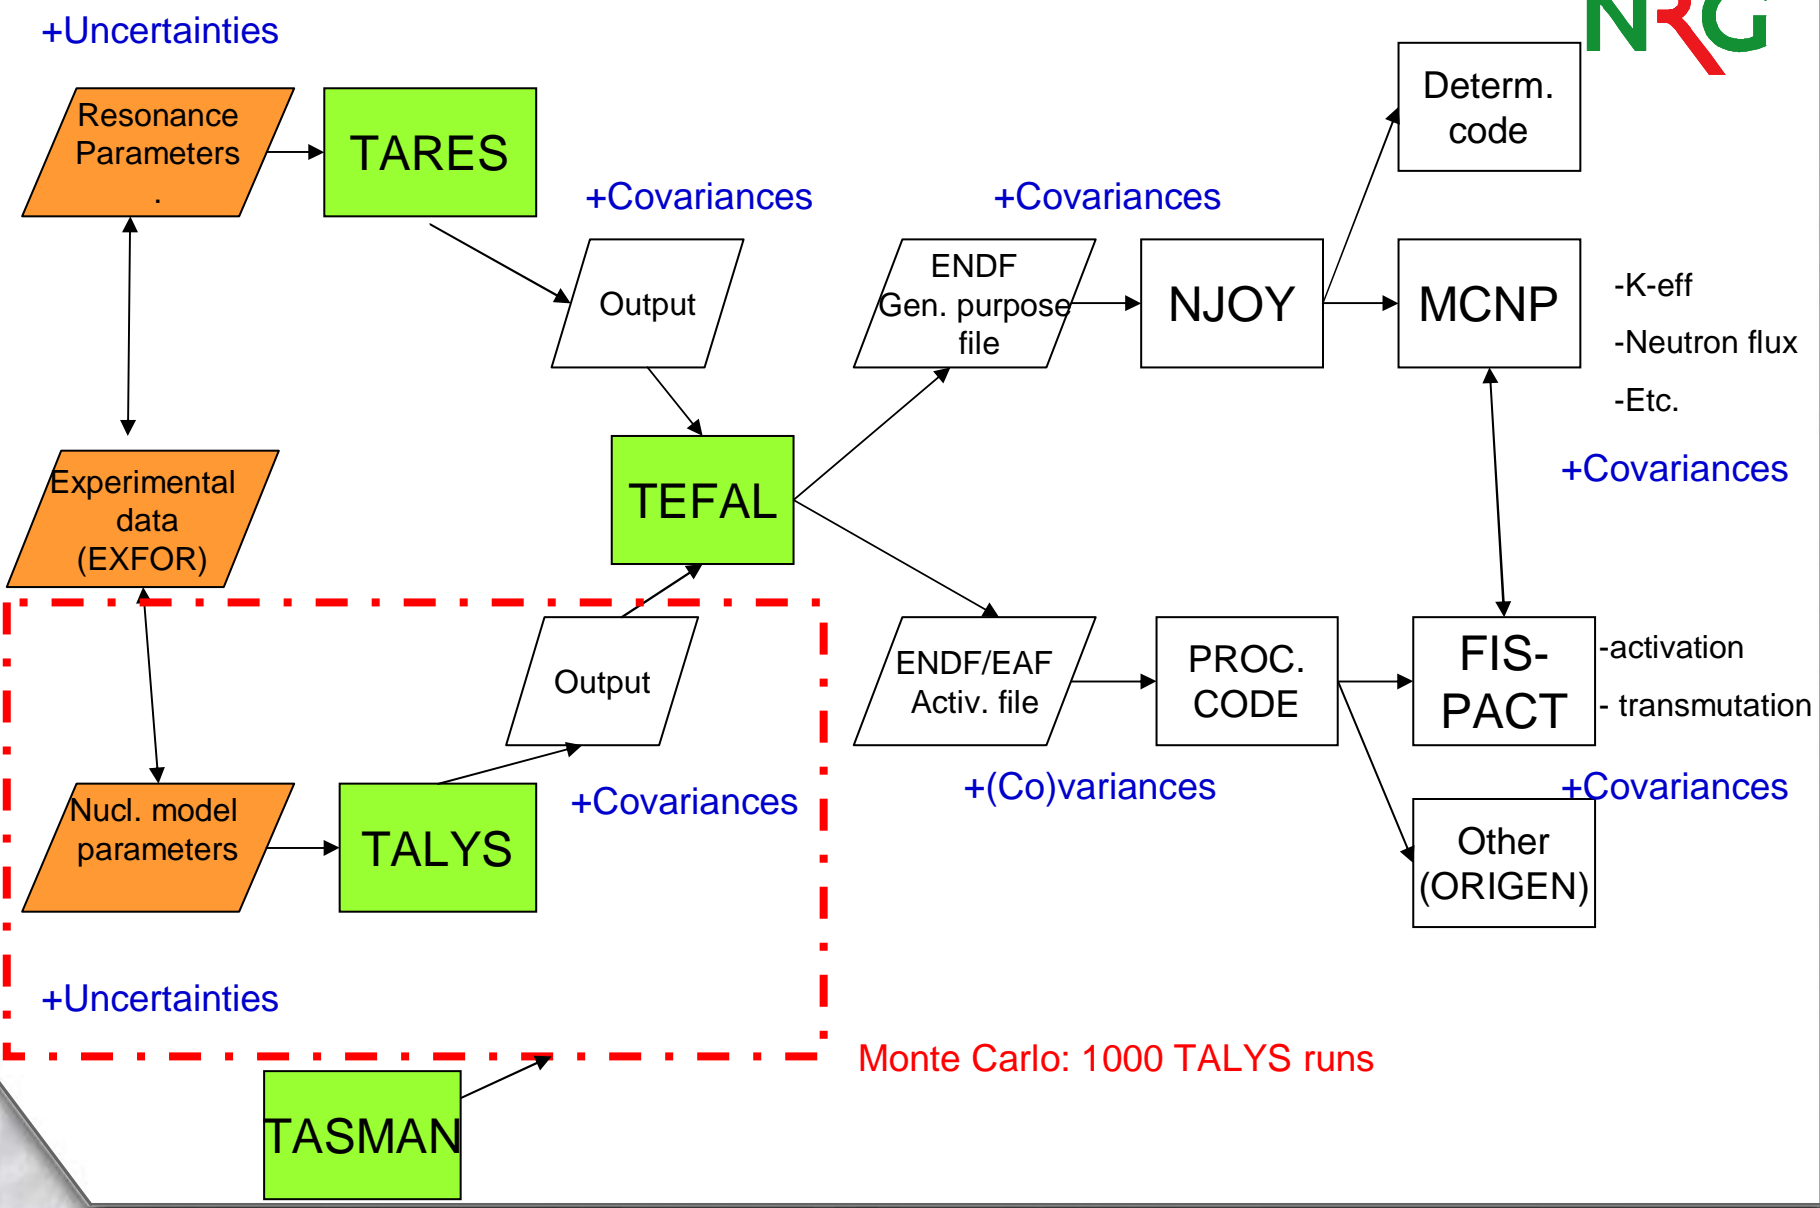 +Uncertainties
NRG
Resonance
Parameters
.
TARES
+Covariances
+Covariances
Determ.
code
Output
ENDF
Gen. purpose
file
NJOY
MCNP
-K-eff
-Neutron flux
-Etc.
+Covariances
Experimental
data
(EXFOR)
TEFAL
Output
ENDF/EAF
Activ. file
PROC.
CODE
FIS-
PACT
-activation
- transmutation
+(Co)variances
+Covariances
Nucl. model
parameters
TALYS
+Covariances
Other
(ORIGEN)
+Uncertainties
Monte Carlo: 1000 TALYS runs
TASMAN